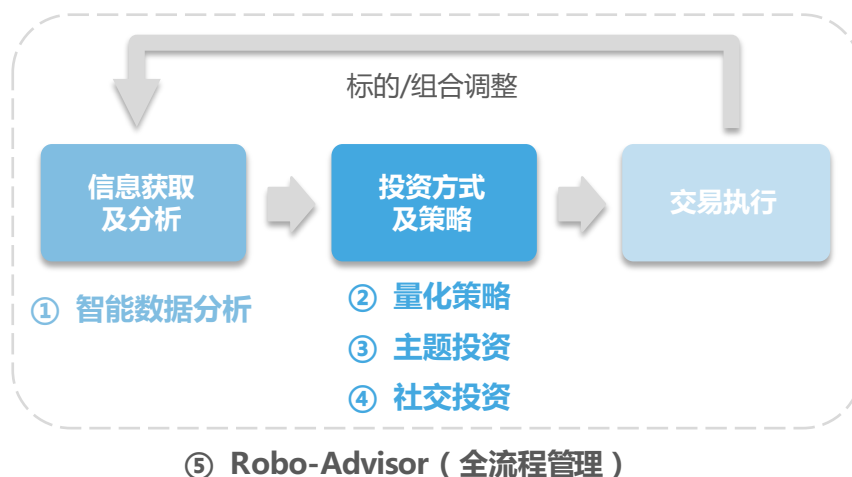 标的/组合调整
信息获取
及分析
投资方式
及策略
交易执行
① 智能数据分析
② 量化策略
③ 主题投资
④ 社交投资
⑤ Robo-Advisor（全流程管理）